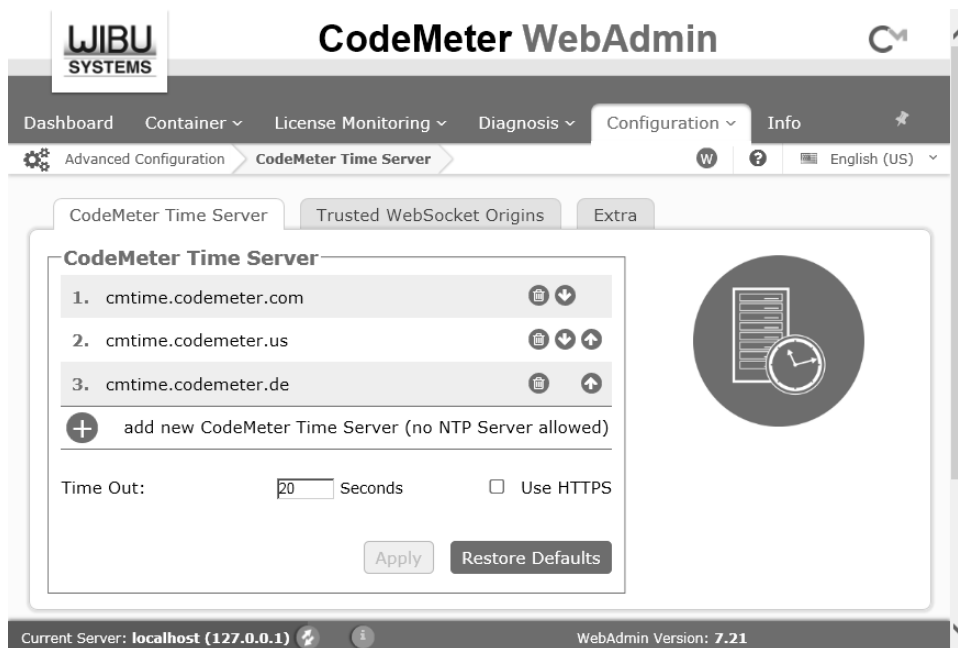 WIBU
SYSTEMS
CodeMeter WebAdmin
CM
Dashboard Container License Monitoring Diagnosis Configuration Info
Advanced Configuration CodeMeter Time Server W ? English (US)
CodeMeter Time Server Trusted WebSocket Origins Extra
CodeMeter Time Server
1. cmtime.codemeter.com
2. cmtime.codemeter.us
3. cmtime.codemeter.de
+ add new CodeMeter Time Server (no NTP Server allowed)
Time Out: 20 Seconds Use HTTPS
Apply Restore Defaults
Current Server: localhost (127.0.0.1) i WebAdmin Version: 7.21